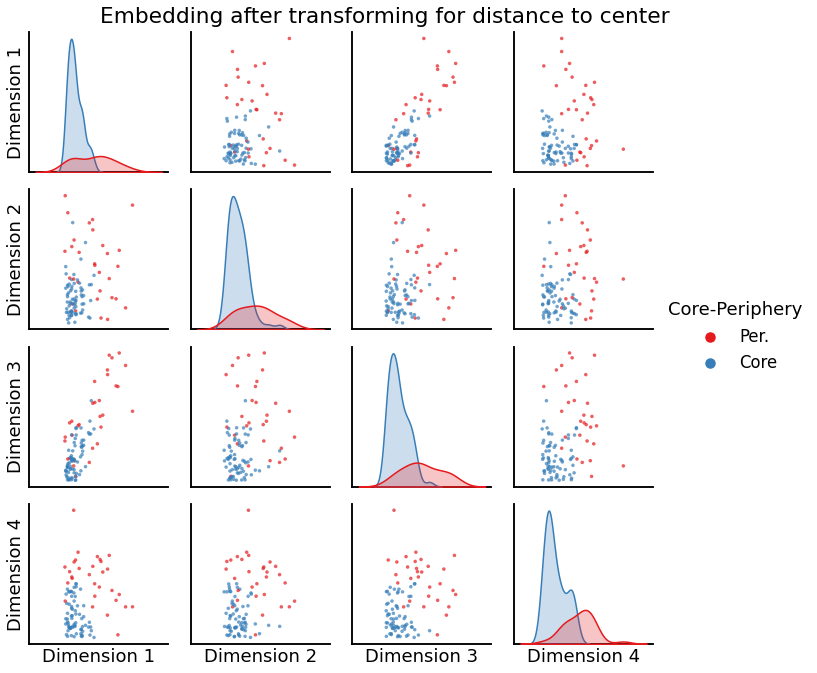 Embedding after transforming for distance to center
Dimension 1
Dimension 2
Dimension 3
Dimension 4
Core-Periphery
Per.
Core
Dimension 1
Dimension 2
Dimension 3
Dimension 4